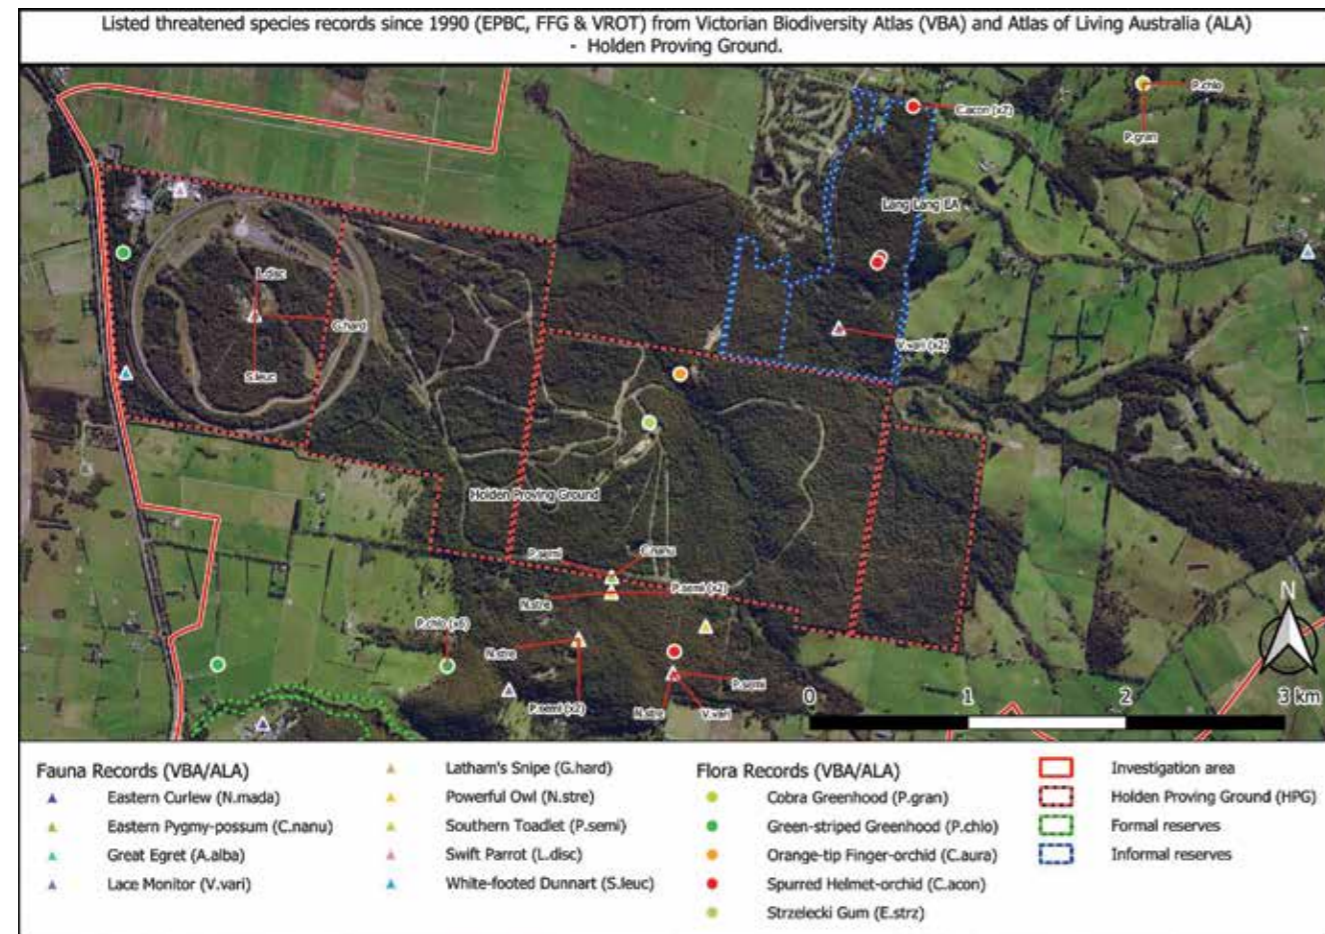 Listed threatened species records since 1990 (EPBC, FFG & VROT) from Victorian Biodiversity Atlas (VBA) and Atlas of Living Australia (ALA)
- Holden Proving Ground.
P.chlo
C.acon (x2)
P.gran
Lang Lang EA
L.disc
G.hard
V.vari (x2)
S.leuc
Holden Proving Ground
P.semi
C.nanu
P.semi (x2)
N.stre
P.chlo (x6)
N.stre
P.semi
P.semi (x2)
N.stre
V.vari
N
0
1
2
3 km
Fauna Records (VBA/ALA)
Eastern Curlew (N.mada)
Eastern Pygmy-possum (C.nanu)
Great Egret (A.alba)
Lace Monitor (V.vari)
Latham's Snipe (G.hard)
Powerful Owl (N.stre)
Southern Toadlet (P.semi)
Swift Parrot (L.disc)
White-footed Dunnart (S.leuc)
Flora Records (VBA/ALA)
Cobra Greenhood (P.gran)
Green-striped Greenhood (P.chlo)
Orange-tip Finger-orchid (C.aura)
Spurred Helmet-orchid (C.acon)
Strzelecki Gum (E.strz)
Investigation area
Holden Proving Ground (HPG)
Formal reserves
Informal reserves